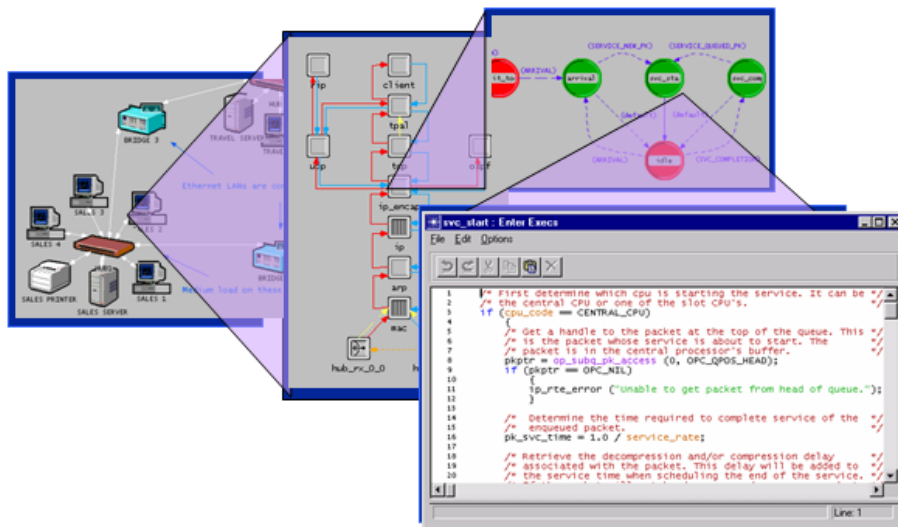 BRIDGE 3
TRAVEL SERVER
Ethernet LANs are con
SALES 3
SALES 4
SALES 2
SALES PRINTER
SALES SERVER
SALES 1
Medium load on these
BRIDGE
client
tpal
udp
tcp
ip_encap
ip
arp
mac
hub_rx_0_0
(ARRIVAL)
(SERVICE_NEW_PK)
(SERVICE_QUEUED_PK)
arrival
svc_sta
svc_comp
(default)
(default)
idle
(ARRIVAL)
(SVC_COMPLETION)
svc_start : Enter Execs
File Edit Options
1 /* First determine which cpu is starting the service. It can be */
2 /* the central CPU or one of the slot CPU's. */
3 if (cpu_code == CENTRAL_CPU)
4 {
5 /* Get a handle to the packet at the top of the queue. This */
6 /* is the packet whose service is about to start. The */
7 /* packet is in the central processor's buffer. */
8 pkptr = op_subq_pk_access (0, OPC_QPOS_HEAD);
9 if (pkptr == OPC_NIL)
10 {
11 ip_rte_error ("Unable to get packet from head of queue.");
12 }
13
14 /* Determine the time required to complete service of the */
15 /* enqueued packet. */
16 pk_svc_time = 1.0 / service_rate;
17
18 /* Retrieve the decompression and/or compression delay */
19 /* associated with the packet. This delay will be added to */
20 /* the service time when scheduling the end of the service. */
Line: 1